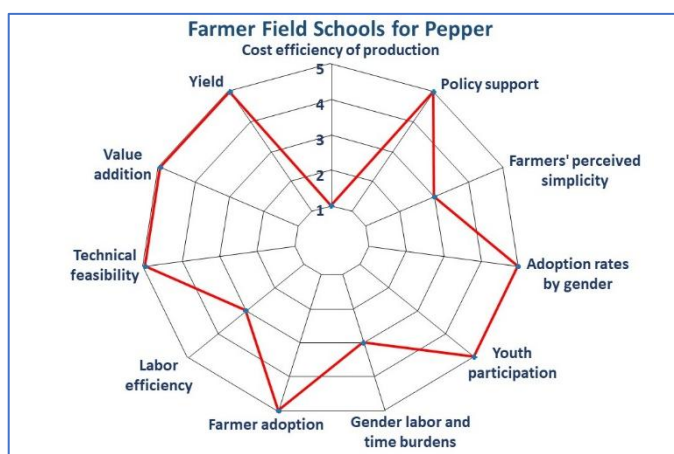 Farmer Field Schools for Pepper
Cost efficiency of production
5
4
3
2
1
Policy support
Farmers' perceived
simplicity
Adoption rates
by gender
Youth
participation
Gender labor and
time burdens
Farmer adoption
Labor
efficiency
Technical
feasibility
Value
addition
Yield